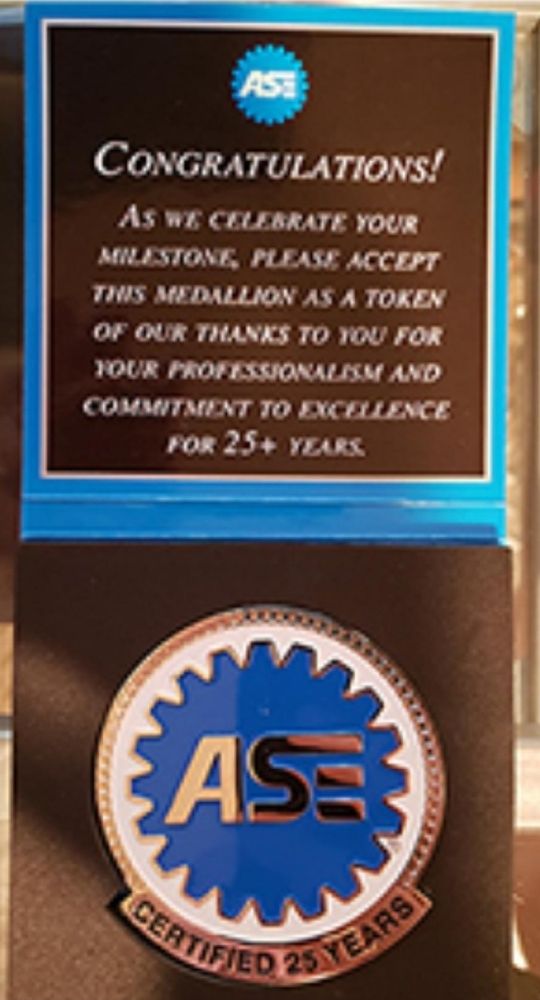 ASE
CONGRATULATIONS!
AS WE CELEBRATE YOUR
MILESTONE, PLEASE ACCEPT
THIS MEDALLION AS A TOKEN
OF OUR THANKS TO YOU FOR
YOUR PROFESSIONALISM AND
COMMITMENT TO EXCELLENCE
FOR 25+ YEARS.
ASE
CERTIFIED 25 YEARS